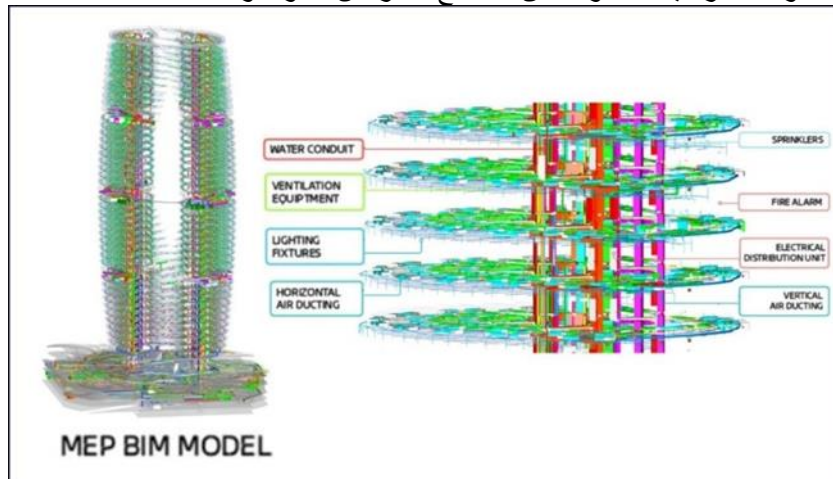 WATER CONDUIT
VENTILATION
EQUIPTMENT
LIGHTING
FIXTURES
HORIZONTAL
AIR DUCTING
SPRINKLERS
FIRE ALARM
ELECTRICAL
DISTRIBUTION UNIT
VERTICAL
AIR DUCTING
MEP BIM MODEL